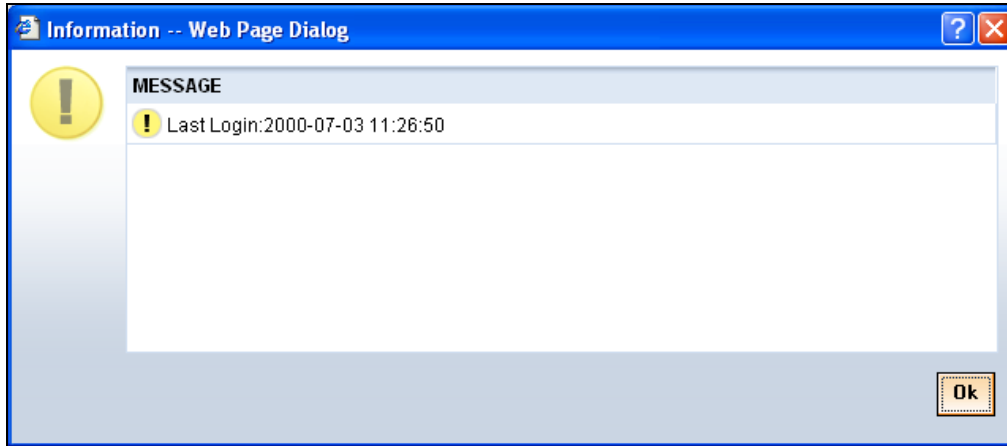 Information -- Web Page Dialog
MESSAGE
Last Login:2000-07-03 11:26:50
Ok